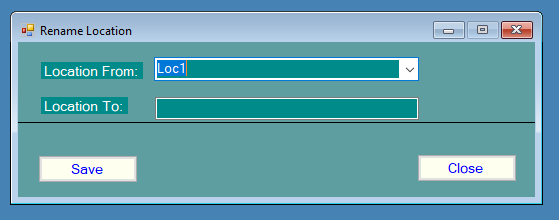 Rename Location
Location From: Loc1
Location To:
Save Close